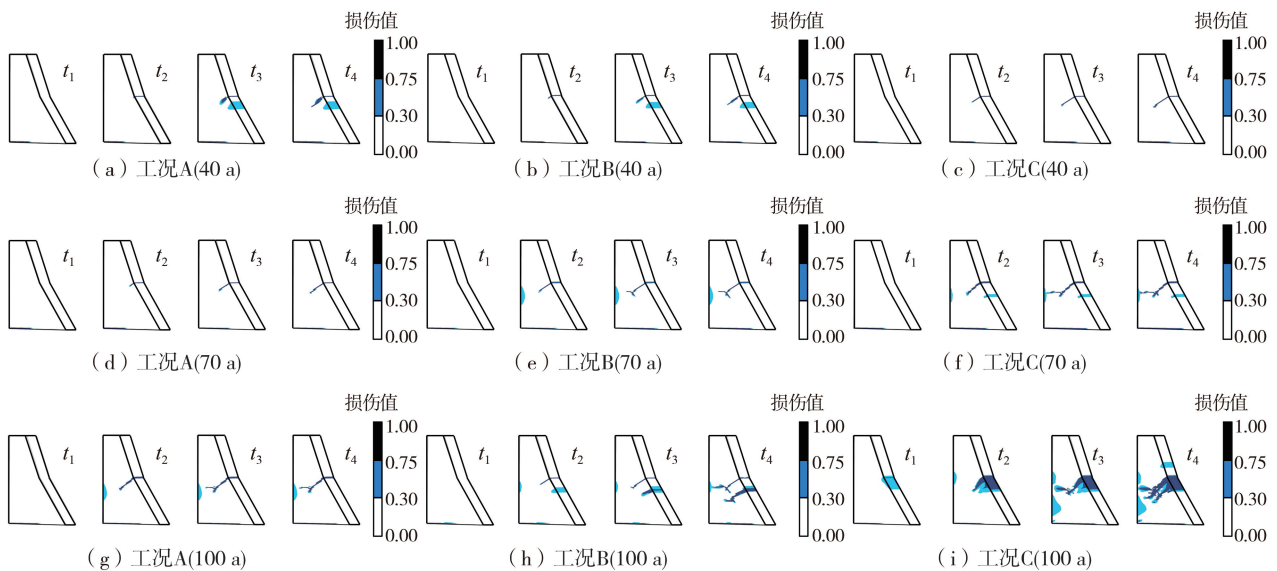 损伤值 损伤值 损伤值
t1 t2 t3 t4 1.00 0.75 0.30 0.00 t1 t2 t3 t4 1.00 0.75 0.30 0.00 t1 t2 t3 t4 1.00 0.75 0.30 0.00
（a）工况A(40 a) （b）工况B(40 a) （c）工况C(40 a)
损伤值 损伤值 损伤值
t1 t2 t3 t4 1.00 0.75 0.30 0.00 t1 t2 t3 t4 1.00 0.75 0.30 0.00 t1 t2 t3 t4 1.00 0.75 0.30 0.00
（d）工况A(70 a) （e）工况B(70 a) （f）工况C(70 a)
损伤值 损伤值 损伤值
t1 t2 t3 t4 1.00 0.75 0.30 0.00 t1 t2 t3 t4 1.00 0.75 0.30 0.00 t1 t2 t3 t4 1.00 0.75 0.30 0.00
（g）工况A(100 a) （h）工况B(100 a) （i）工况C(100 a)